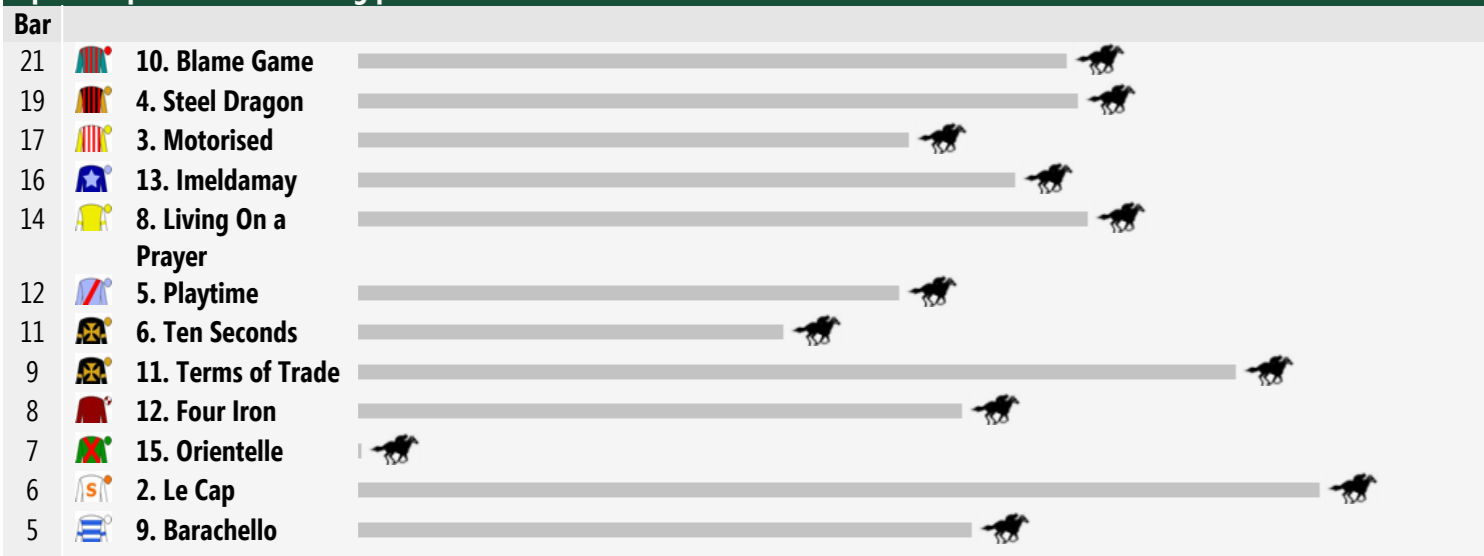 Bar
21 10. Blame Game
19 4. Steel Dragon
17 3. Motorised
16 13. Imeldamay
14 8. Living On a
Prayer
12 5. Playtime
11 6. Ten Seconds
9 11. Terms of Trade
8 12. Four Iron
7 15. Orientelle
6 S 2. Le Cap
5 9. Barachello